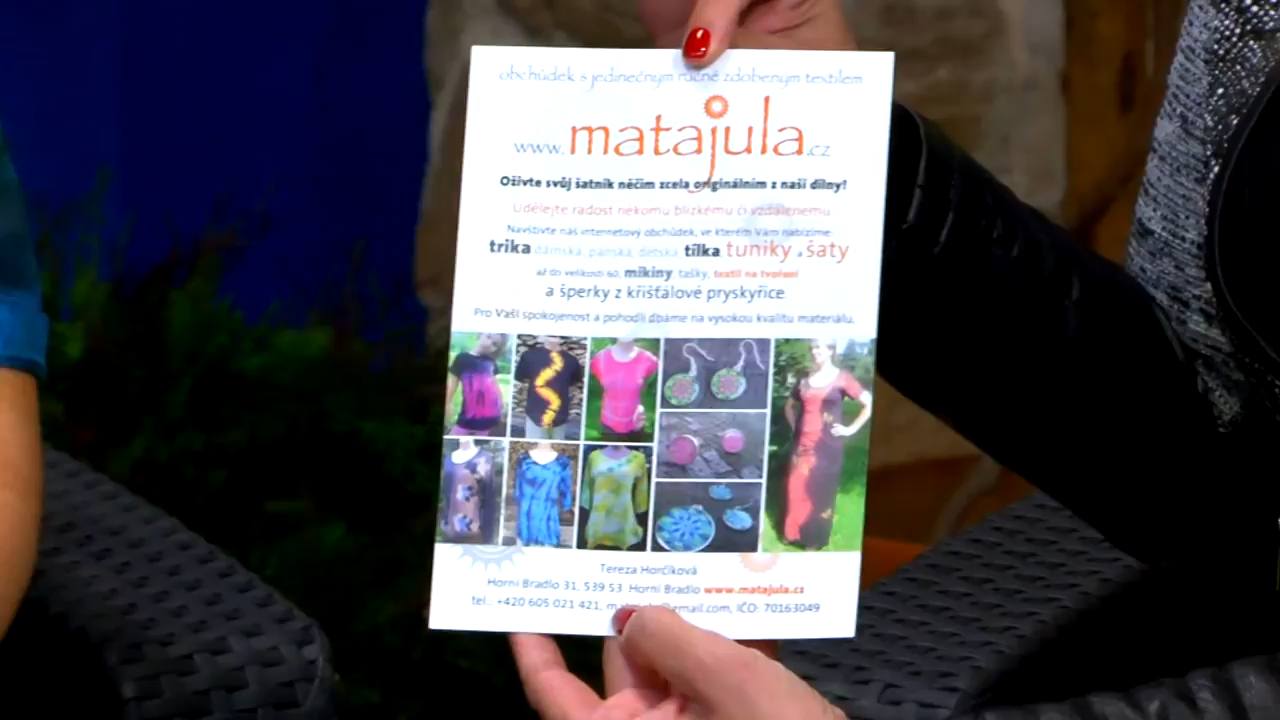 obchůdek s jedinečným ručně zdobeným textilem
www.matajula.cz
Oživte svůj šatník něčím zcela originálním z naší dílny!
Udělejte radost někomu blízkému či vzdálenému
Navštivte náš internetový obchůdek, ve kterém Vám nabízíme:
trika dámská, pánská, dětská, tílka tuniky a šaty
až do velikosti 60, mikiny tašky, textil na tvoření
a šperky z křišťálové pryskyřice
Pro Vaši spokojenost a pohodlí dbáme na vysokou kvalitu materiálu.
Tereza Horčíková
Horní Bradlo 31, 539 53 Horní Bradlo www.matajula.cz
tel.: +420 605 021 421, IČO: 70163049